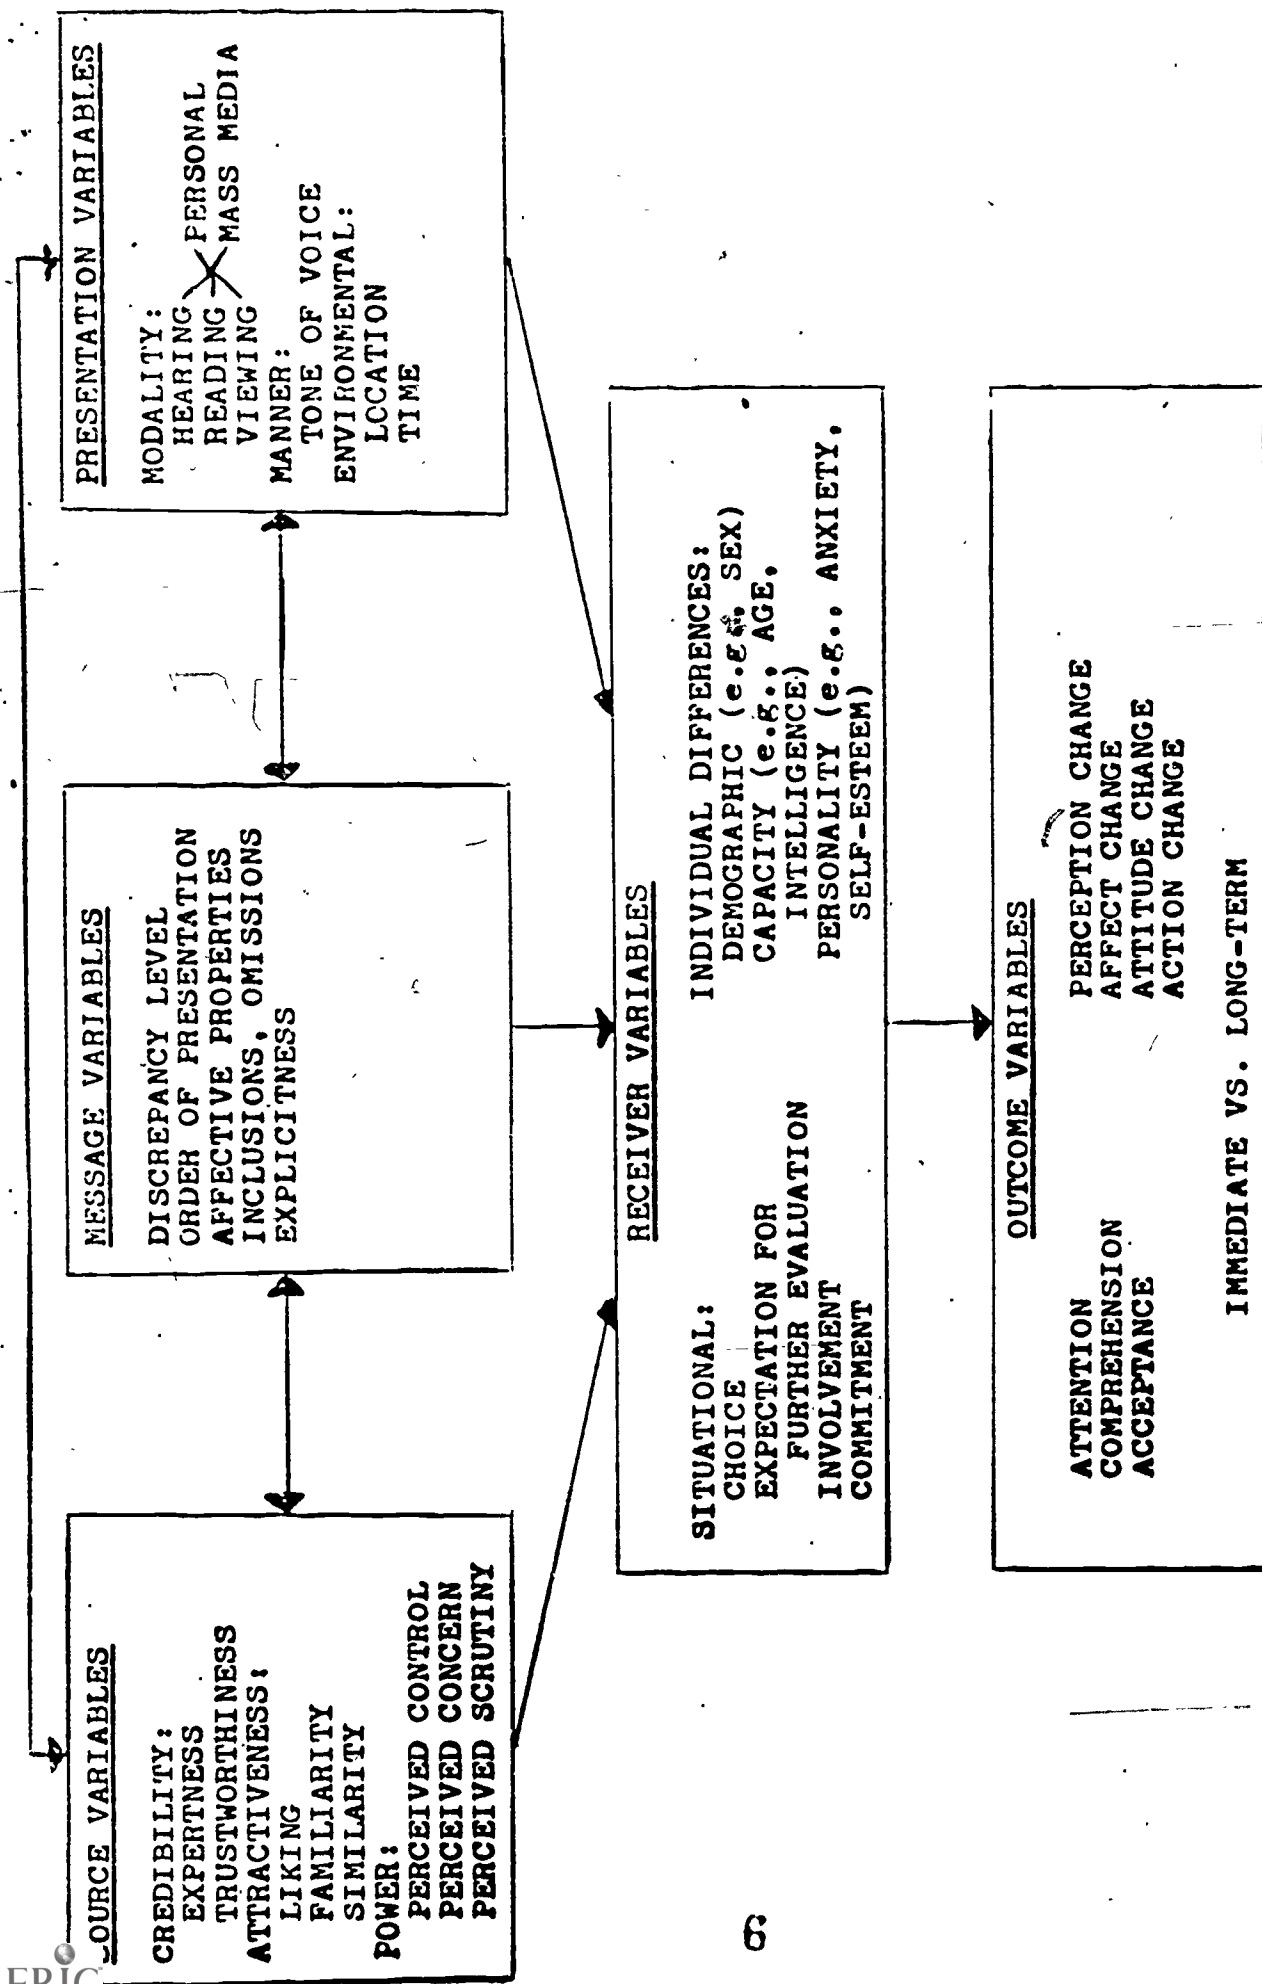 SOURCE VARIABLES
CREDIBILITY:
EXPERTNESS
TRUSTWORTHINESS
ATTRACTIVENESS:
LIKING
FAMILIARITY
SIMILARITY
POWER:
PERCEIVED CONTROL
PERCEIVED CONCERN
PERCEIVED SCRUTINY
MESSAGE VARIABLES
DISCREPANCY LEVEL
ORDER OF PRESENTATION
AFFECTIVE PROPERTIES
INCLUSIONS, OMISSIONS
EXPLICITNESS
PRESENTATION VARIABLES
MODALITY:
HEARING PERSONAL
READING MASS MEDIA
VIEWING
MANNER:
TONE OF VOICE
ENVIRONMENTAL:
LOCATION
TIME
RECEIVER VARIABLES
SITUATIONAL:
CHOICE
EXPECTATION FOR
FURTHER EVALUATION
INVOLVEMENT
COMMITMENT
INDIVIDUAL DIFFERENCES:
DEMOGRAPHIC (e.g., SEX)
CAPACITY (e.g., AGE,
INTELLIGENCE)
PERSONALITY (e.g., ANXIETY,
SELF-ESTEEM)
OUTCOME VARIABLES
ATTENTION
COMPREHENSION
ACCEPTANCE
PERCEPTION CHANGE
AFFECT CHANGE
ATTITUDE CHANGE
ACTION CHANGE
IMMEDIATE VS. LONG-TERM
ERIC